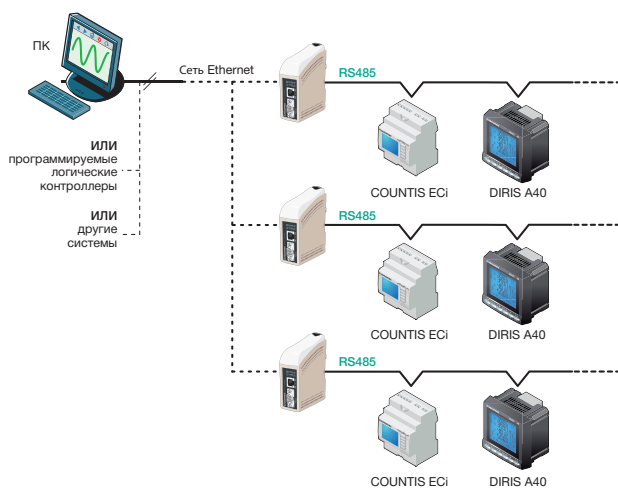 ПК
Сеть Ethernet
RS485
ИЛИ
программируемые
логические
контроллеры
ИЛИ
другие
системы
COUNTIS ECi
DIRIS A40
RS485
COUNTIS ECi
DIRIS A40
RS485
COUNTIS ECi
DIRIS A40